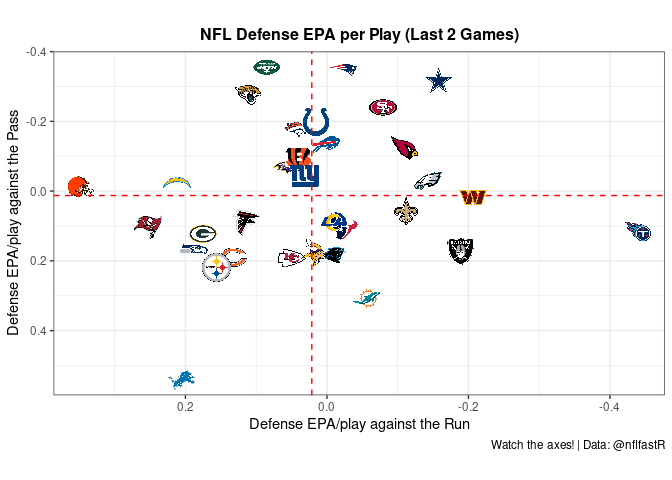 NFL Defense EPA per Play (Last 2 Games)
Defense EPA/play against the Pass
-0.4
-0.2
0.0
0.2
0.4
0.2
0.0
-0.2
-0.4
Defense EPA/play against the Run
Watch the axes! | Data: @nflfastR